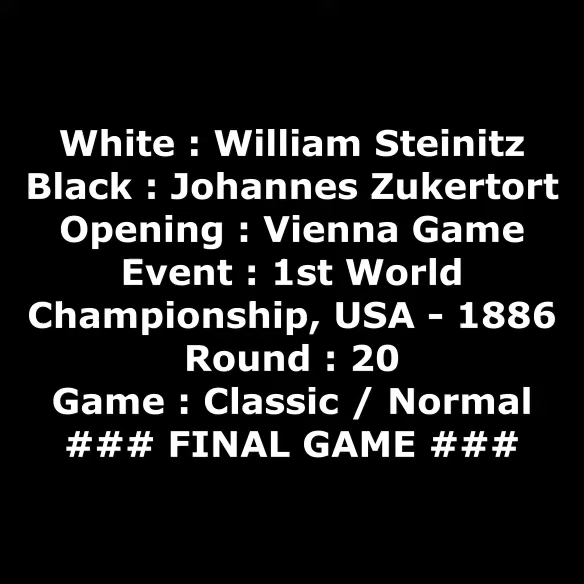 White : William Steinitz
Black : Johannes Zukertort
Opening : Vienna Game
Event : 1st World
Championship, USA - 1886
Round : 20
Game : Classic / Normal
### FINAL GAME ###